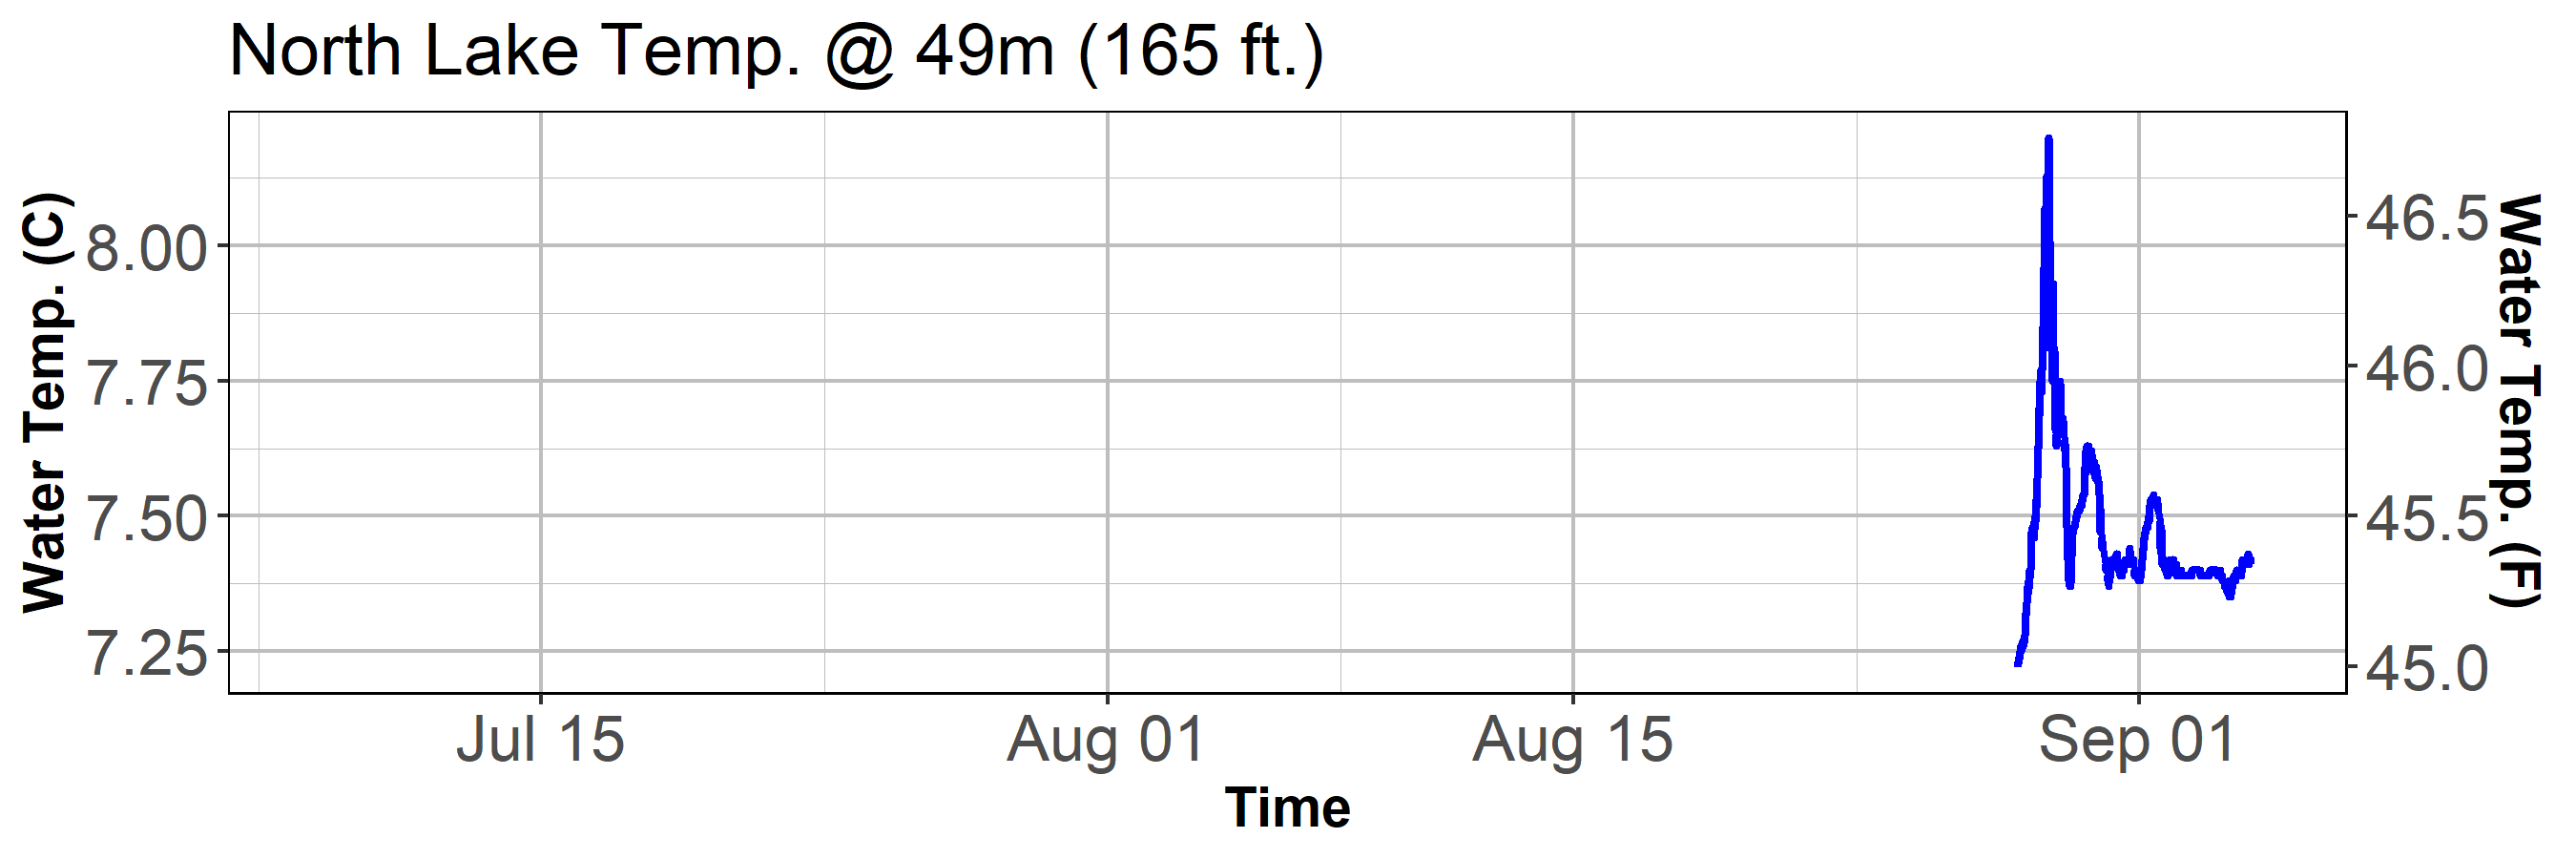 North Lake Temp. @ 49m (165 ft.)
Water Temp. (C)
8.00
7.75
7.50
7.25
46.5
46.0
45.5
45.0
Water Temp. (F)
Jul 15
Aug 01
Aug 15
Sep 01
Time